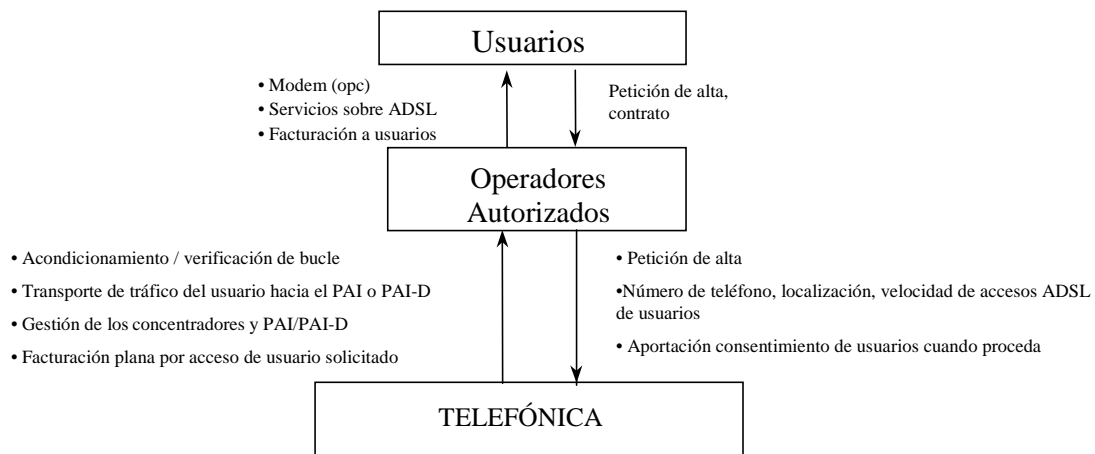 Usuarios
• Modem (opc)
• Servicios sobre ADSL
• Facturación a usuarios
Petición de alta,
contrato
Operadores
Autorizados
• Acondicionamiento / verificación de bucle
• Transporte de tráfico del usuario hacia el PAI o PAI-D
• Gestión de los concentradores y PAI/PAI-D
• Facturación plana por acceso de usuario solicitado
• Petición de alta
•Número de teléfono, localización, velocidad de accesos ADSL
de usuarios
• Aportación consentimiento de usuarios cuando proceda
TELEFÓNICA